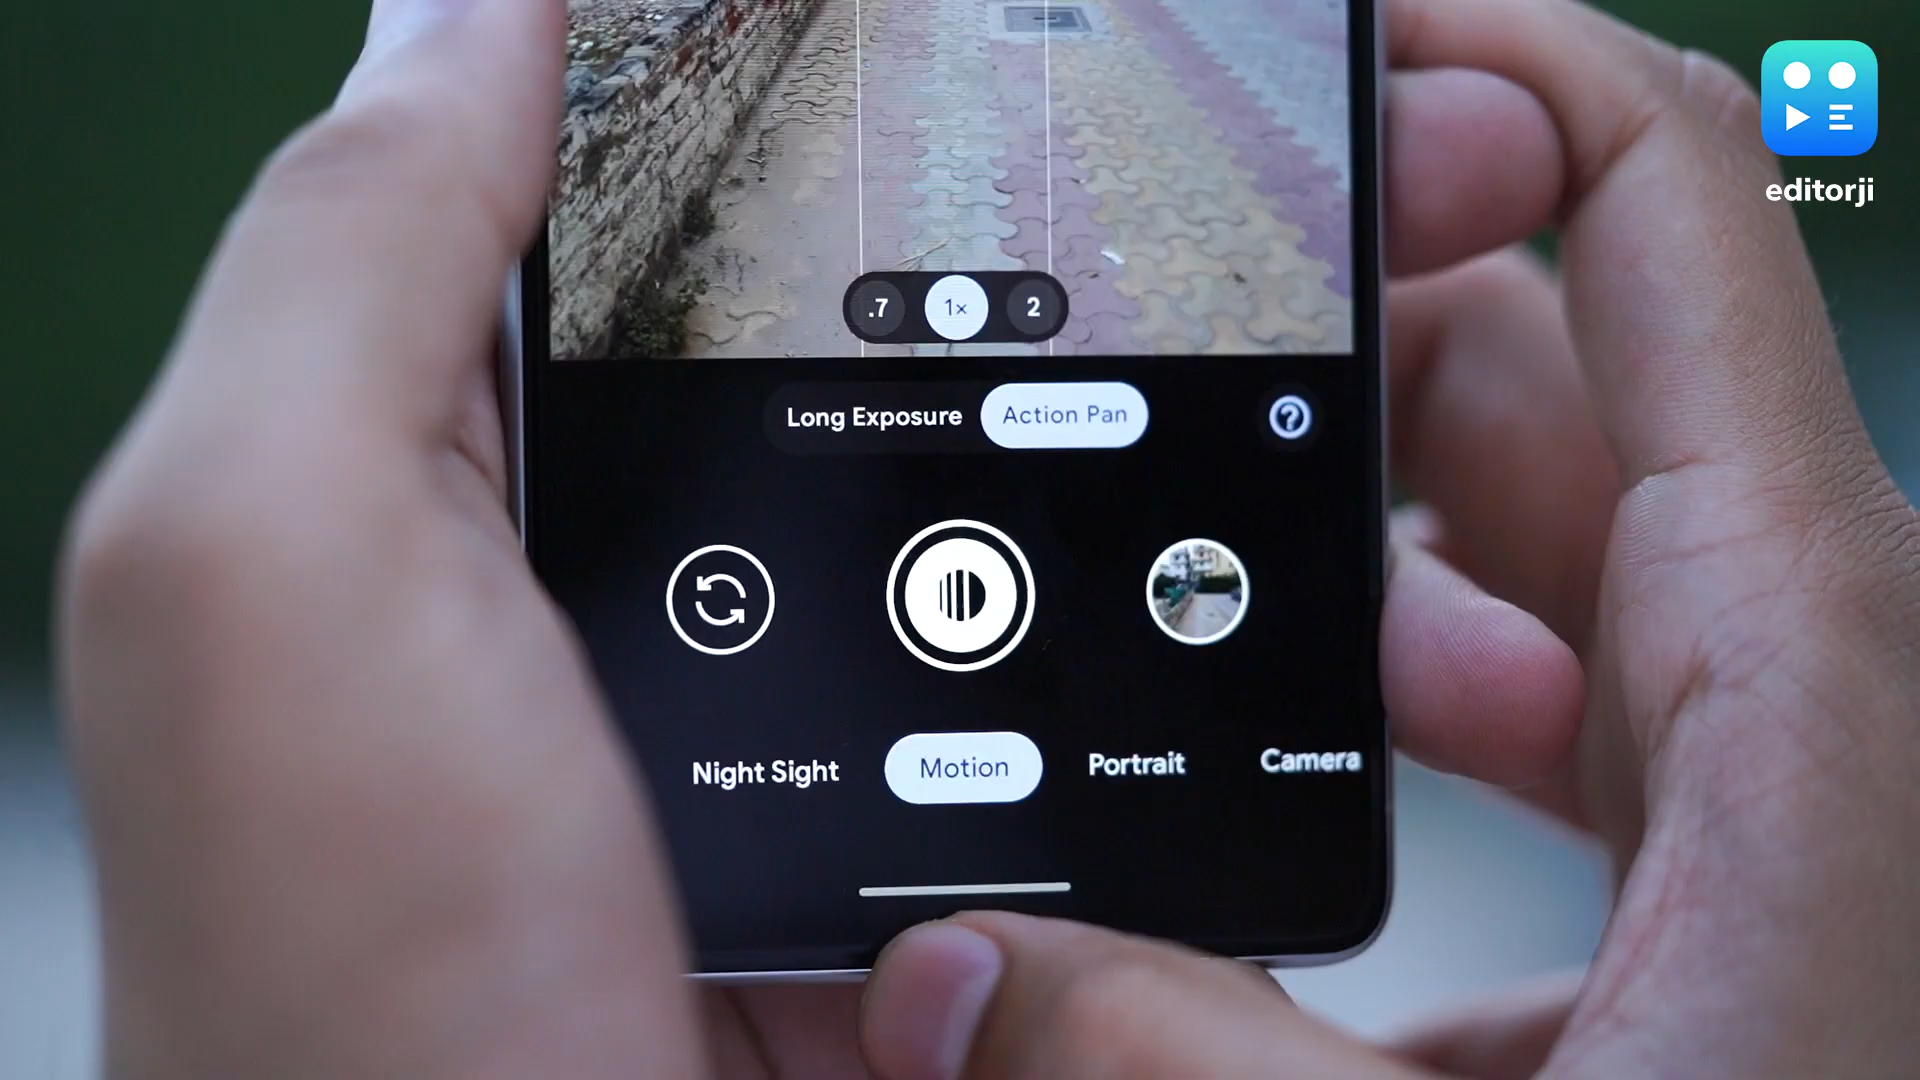 editorji
.7 1× 2
Long Exposure Action Pan
Night Sight Motion Portrait Camera